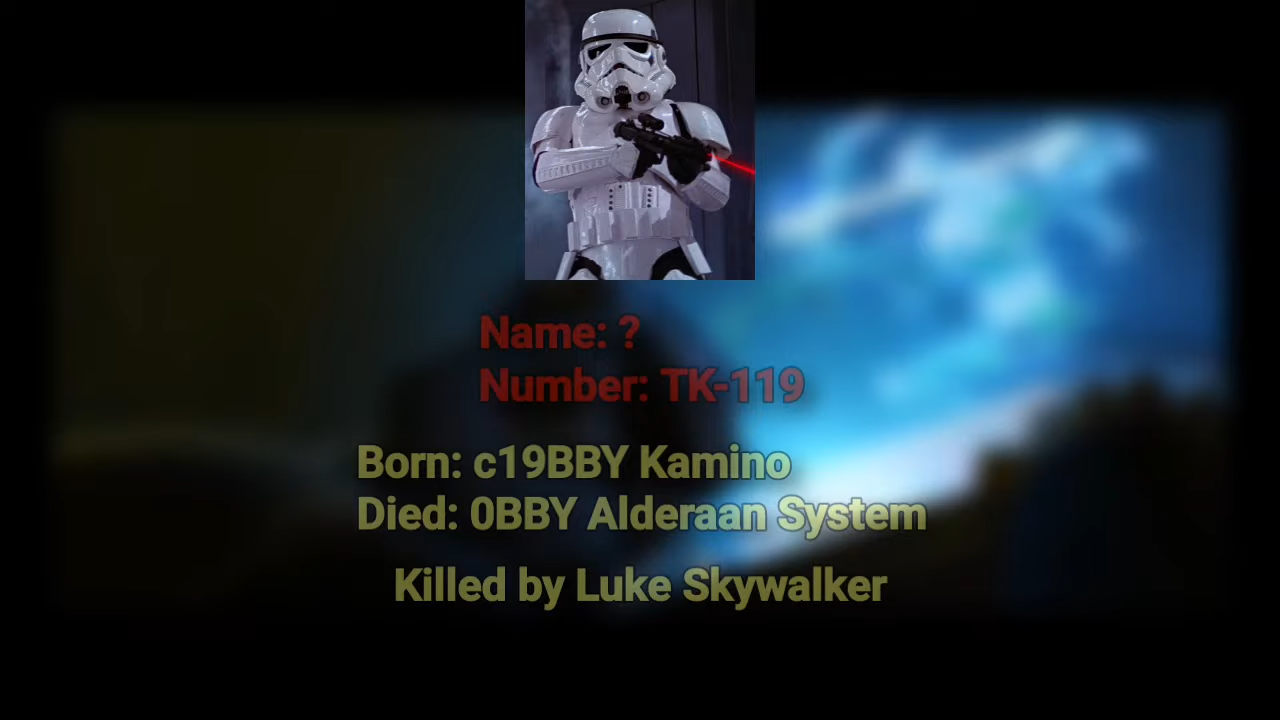 Name: ?
Number: TK-119
Born: c19BBY Kamino
Died: 0BBY Alderaan System
Killed by Luke Skywalker